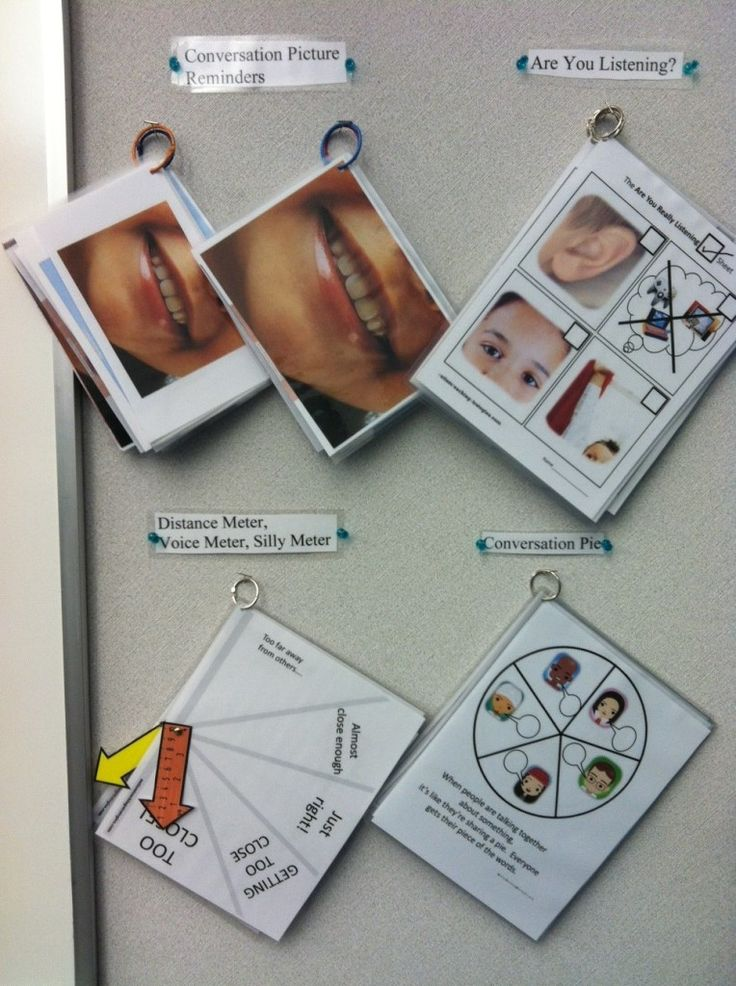 Conversation Picture
Reminders
Are You Listening?
The Are You Really Listening
Sheet
Distance Meter,
Voice Meter, Silly Meter
Conversation Pie
Too far away
from others...
Almost
close enough
Just
right!
GETTING
TOO
CLOSE
TOO
CLOSE!
When people are talking together
about something,
it's like they're sharing a pie. Everyone
gets their piece of the words.